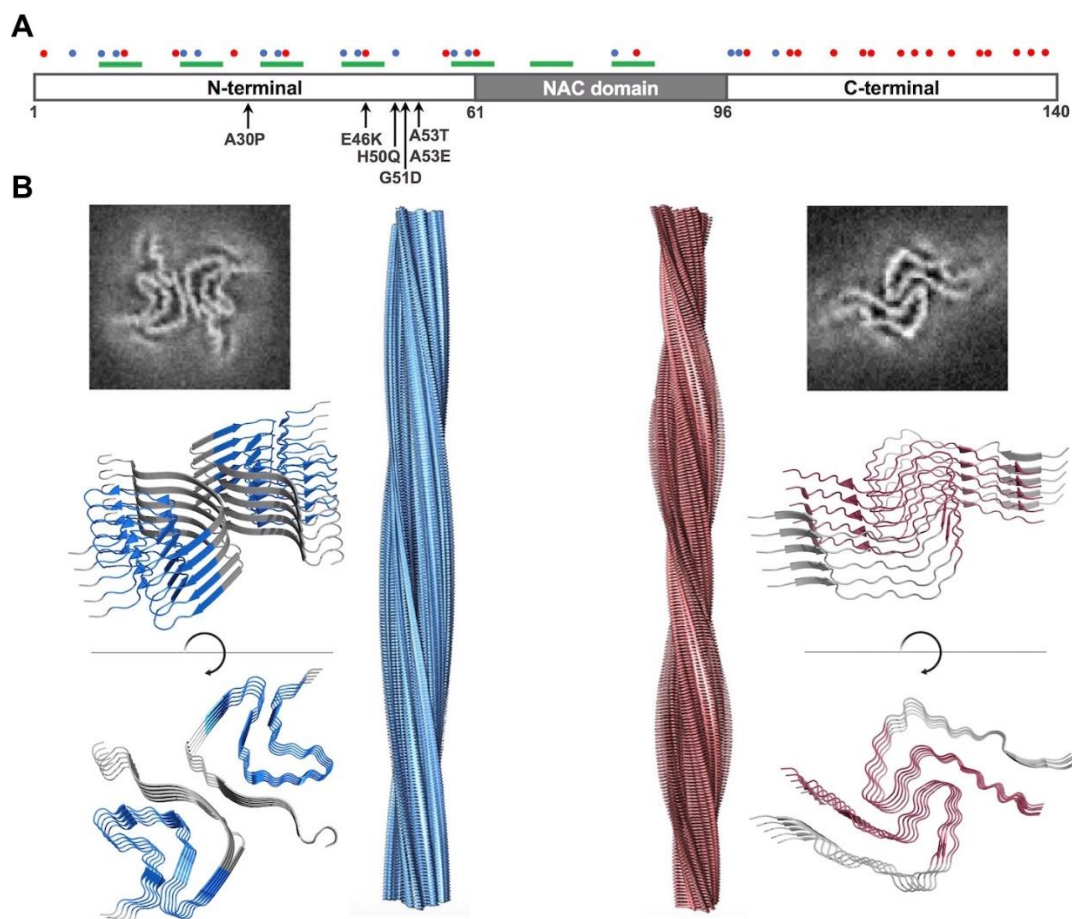 A
N-terminal NAC domain C-terminal
1 61 96 140
A30P E46K A53T
H50Q A53E
G51D
B